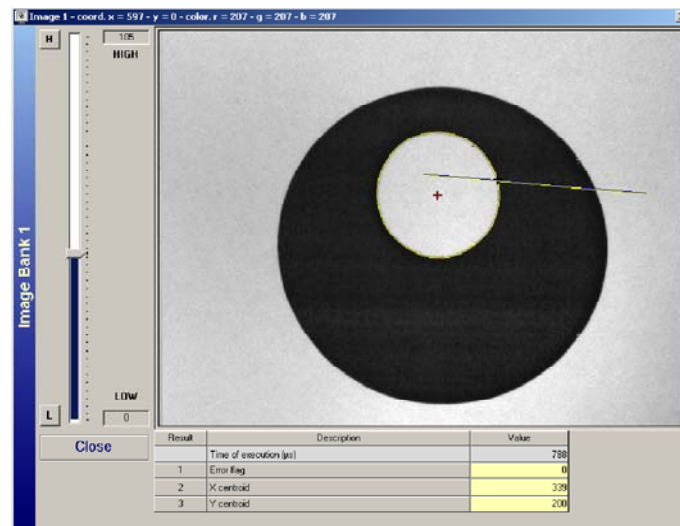 Image 1 - coord. x = 597 - y = 0 - color. r = 207 - g = 207 - b = 207
H
185
HIGH
Image Bank 1
LOW
L
0
Close
Result Description Value
Time of execution (µs) 788
1 Error flag 0
2 X centroid 339
3 Y centroid 200